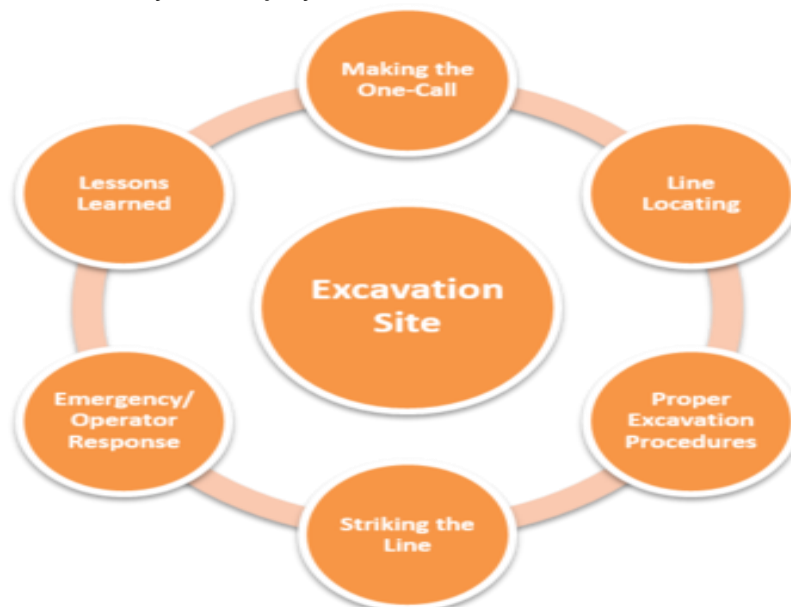 Making the
One-Call
Line
Locating
Proper
Excavation
Procedures
Striking the
Line
Emergency/
Operator
Response
Lessons
Learned
Excavation
Site